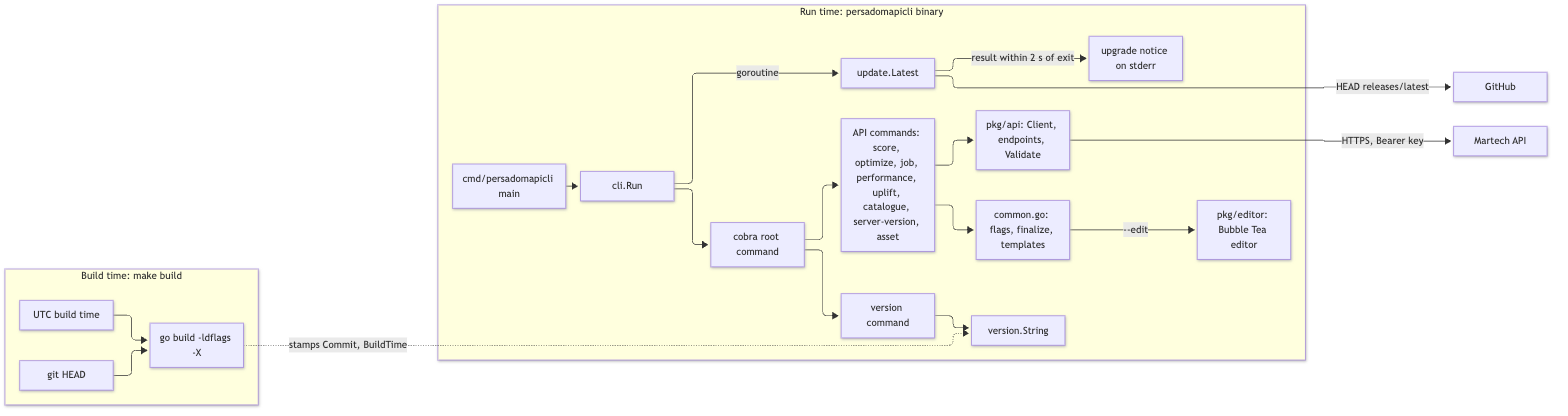 Run time: persadomapicli binary
result within 2 s of exit
upgrade notice
on stderr
goroutine
update.Latest
HEAD releases/latest
GitHub
API commands:
score,
optimize, job,
performance,
uplift,
catalogue,
server-version,
asset
pkg/api: Client,
endpoints,
Validate
HTTPS, Bearer key
Martech API
cmd/persadomapicli
main
cli.Run
cobra root
command
common.go:
flags, finalize,
templates
--edit
pkg/editor:
Bubble Tea
editor
version
command
version.String
Build time: make build
UTC build time
go build -ldflags
-X
git HEAD
stamps Commit, BuildTime